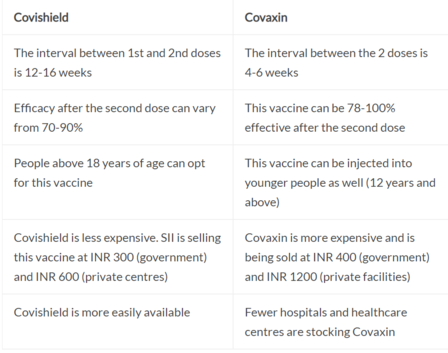 Covishield
Covaxin
The interval between 1st and 2nd doses
is 12-16 weeks
The interval between the 2 doses is
4-6 weeks
Efficacy after the second dose can vary
from 70-90%
This vaccine can be 78-100%
effective after the second dose
People above 18 years of age can opt
for this vaccine
This vaccine can be injected into
younger people as well (12 years and
above)
Covishield is less expensive. SII is selling
this vaccine at INR 300 (government)
and INR 600 (private centres)
Covaxin is more expensive and is
being sold at INR 400 (government)
and INR 1200 (private facilities)
Covishield is more easily available
Fewer hospitals and healthcare
centres are stocking Covaxin